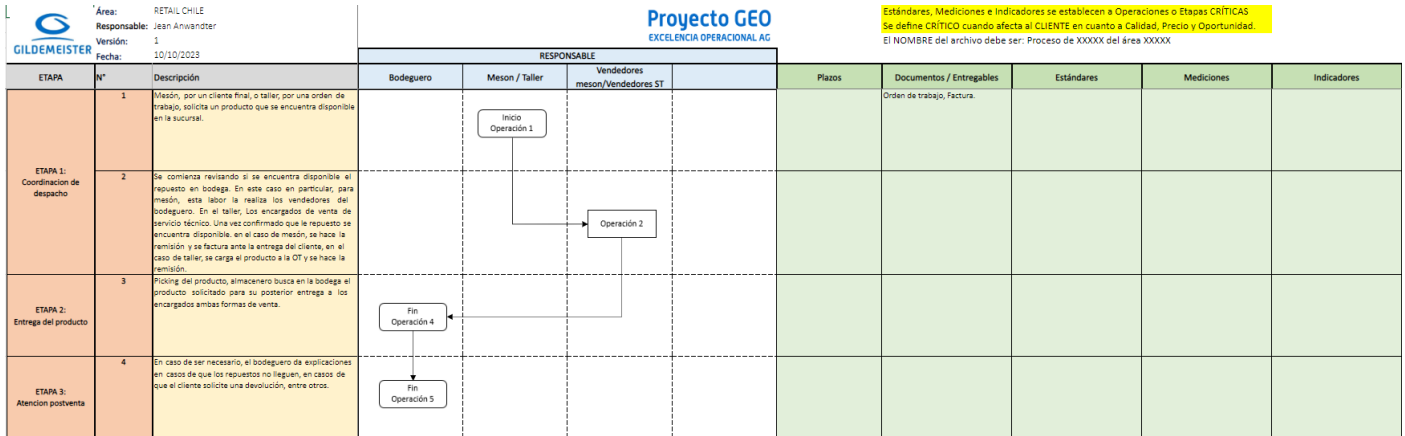 GILDEMEISTER
Área: RETAIL CHILE
Responsable: Jean Anwandter
Versión: 1
Fecha: 10/10/2023
Proyecto GEO
EXCELENCIA OPERACIONAL AG
Estándares, Mediciones e Indicadores se establecen a Operaciones o Etapas CRÍTICAS
Se define CRÍTICO cuando afecta al CLIENTE en cuanto a Calidad, Precio y Oportunidad.
El NOMBRE del archivo debe ser: Proceso de XXXXX del área XXXXX
RESPONSABLE
ETAPA
N°
Descripción
Bodeguero
Meson / Taller
Vendedores
meson/Vendedores ST
Plazos
Documentos / Entregables
Estándares
Mediciones
Indicadores
ETAPA 1:
Coordinacion de
despacho
1
Mesón, por un cliente final, o taller, por una orden de
trabajo, solicita un producto que se encuentra disponible
en la sucursal.
Inicio
Operación 1
Orden de trabajo, Factura.
2
Se comienza revisando si se encuentra disponible el
repuesto en bodega. En este caso en particular, para
mesón, esta labor la realiza los vendedores del
bodeguero. En el taller, Los encargados de venta de
servicio técnico. Una vez confirmado que le repuesto se
encuentra disponible. en el caso de mesón, se hace la
remisión y se factura ante la entrega del cliente, en el
caso de taller, se carga el producto a la OT y se hace la
remisión.
Operación 2
ETAPA 2:
Entrega del producto
3
Picking del producto, almacenero busca en la bodega el
producto solicitado para su posterior entrega a los
encargados ambas formas de venta.
Fin
Operación 4
ETAPA 3:
Atencion postventa
4
En caso de ser necesario, el bodeguero da explicaciones
en casos de que los repuestos no lleguen, en casos de
que el cliente solicite una devolución, entre otros.
Fin
Operación 5